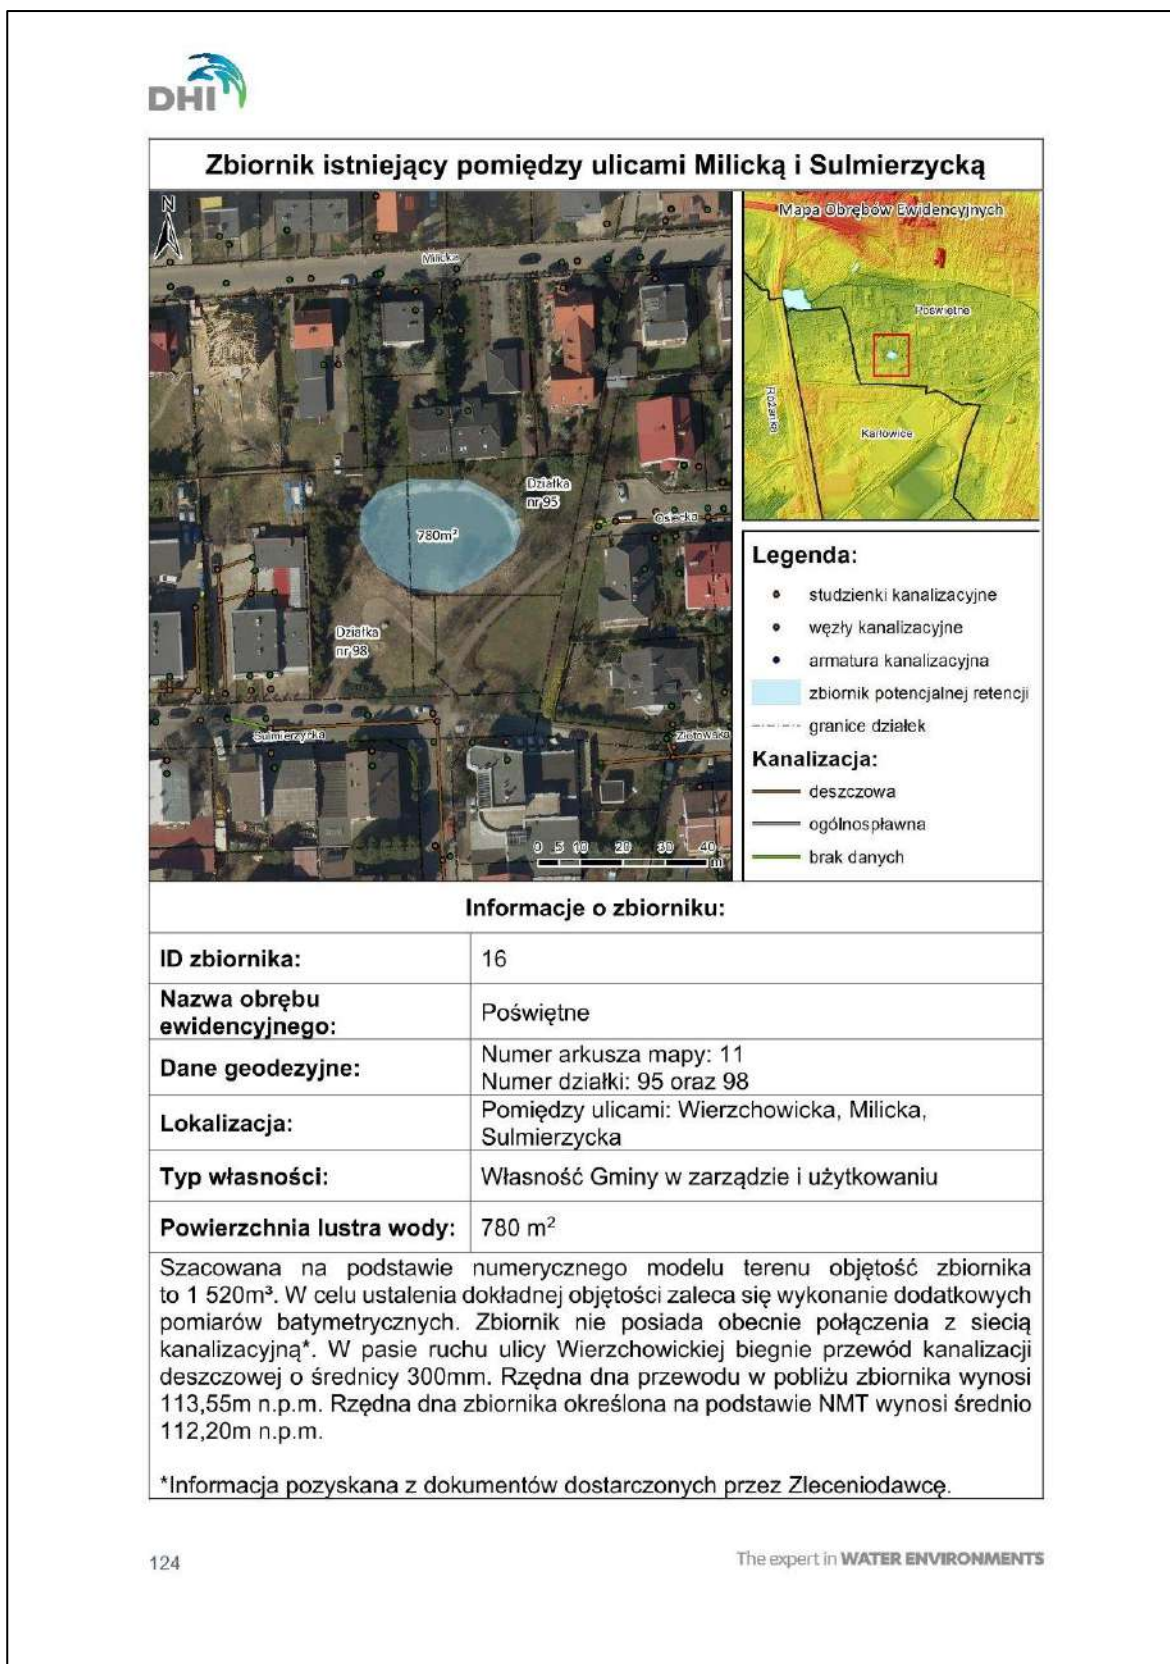 DHI
Zbiornik istniejący pomiędzy ulicami Milicką i Sulmierzycką
N
Milicka
Działka
nr 95
Osiecka
780m²
Działka
nr 98
Sulmierzycka
Złotowska
0 5 10 20 30 40
m
Mapa Obrębów Ewidencyjnych
Poświętne
Różanka
Karłowice
Legenda:
studzienki kanalizacyjne
węzły kanalizacyjne
armatura kanalizacyjna
zbiornik potencjalnej retencji
granice działek
Kanalizacja:
deszczowa
ogólnospławna
brak danych
Informacje o zbiorniku:
ID zbiornika: 16
Nazwa obrębu
ewidencyjnego:
Poświętne
Dane geodezyjne:
Numer arkusza mapy: 11
Numer działki: 95 oraz 98
Lokalizacja:
Pomiędzy ulicami: Wierzchowicka, Milicka,
Sulmierzycka
Typ własności: Własność Gminy w zarządzie i użytkowaniu
Powierzchnia lustra wody: 780 m²
Szacowana na podstawie numerycznego modelu terenu objętość zbiornika
to 1 520m³. W celu ustalenia dokładnej objętości zaleca się wykonanie dodatkowych
pomiarów batymetrycznych. Zbiornik nie posiada obecnie połączenia z siecią
kanalizacyjną*. W pasie ruchu ulicy Wierzchowickiej biegnie przewód kanalizacji
deszczowej o średnicy 300mm. Rzędna dna przewodu w pobliżu zbiornika wynosi
113,55m n.p.m. Rzędna dna zbiornika określona na podstawie NMT wynosi średnio
112,20m n.p.m.
*Informacja pozyskana z dokumentów dostarczonych przez Zleceniodawcę.
124
The expert in WATER ENVIRONMENTS